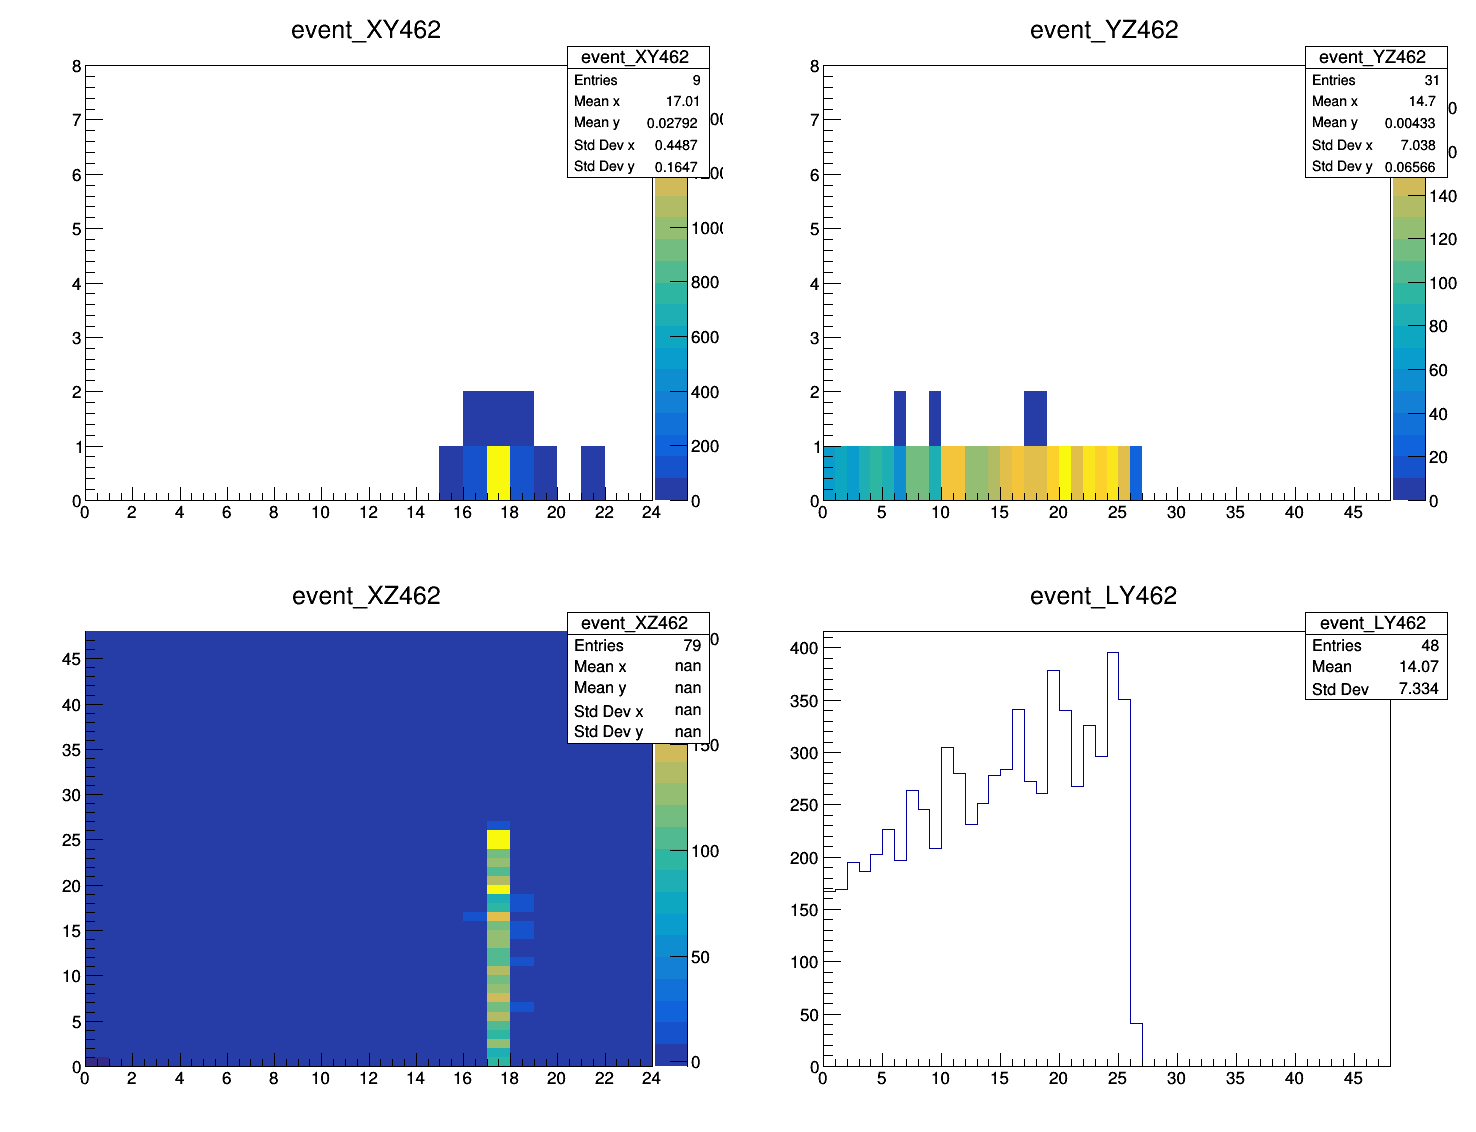 event_XY462
event_XY462
Entries 9
Mean x 17.01
Mean y 0.02792
Std Dev x 0.4487
Std Dev y 0.1647
8
7
6
5
4
3
2
1
0
0 2 4 6 8 10 12 14 16 18 20 22 24
1000
800
600
400
200
0
event_YZ462
event_YZ462
Entries 31
Mean x 14.7
Mean y 0.00433
Std Dev x 7.038
Std Dev y 0.06566
8
7
6
5
4
3
2
1
0
0 5 10 15 20 25 30 35 40 45
140
120
100
80
60
40
20
0
event_XZ462
event_XZ462
Entries 79
Mean x nan
Mean y nan
Std Dev x nan
Std Dev y nan
45
40
35
30
25
20
15
10
5
0
0 2 4 6 8 10 12 14 16 18 20 22 24
150
100
50
0
event_LY462
event_LY462
Entries 48
Mean 14.07
Std Dev 7.334
400
350
300
250
200
150
100
50
0
0 5 10 15 20 25 30 35 40 45